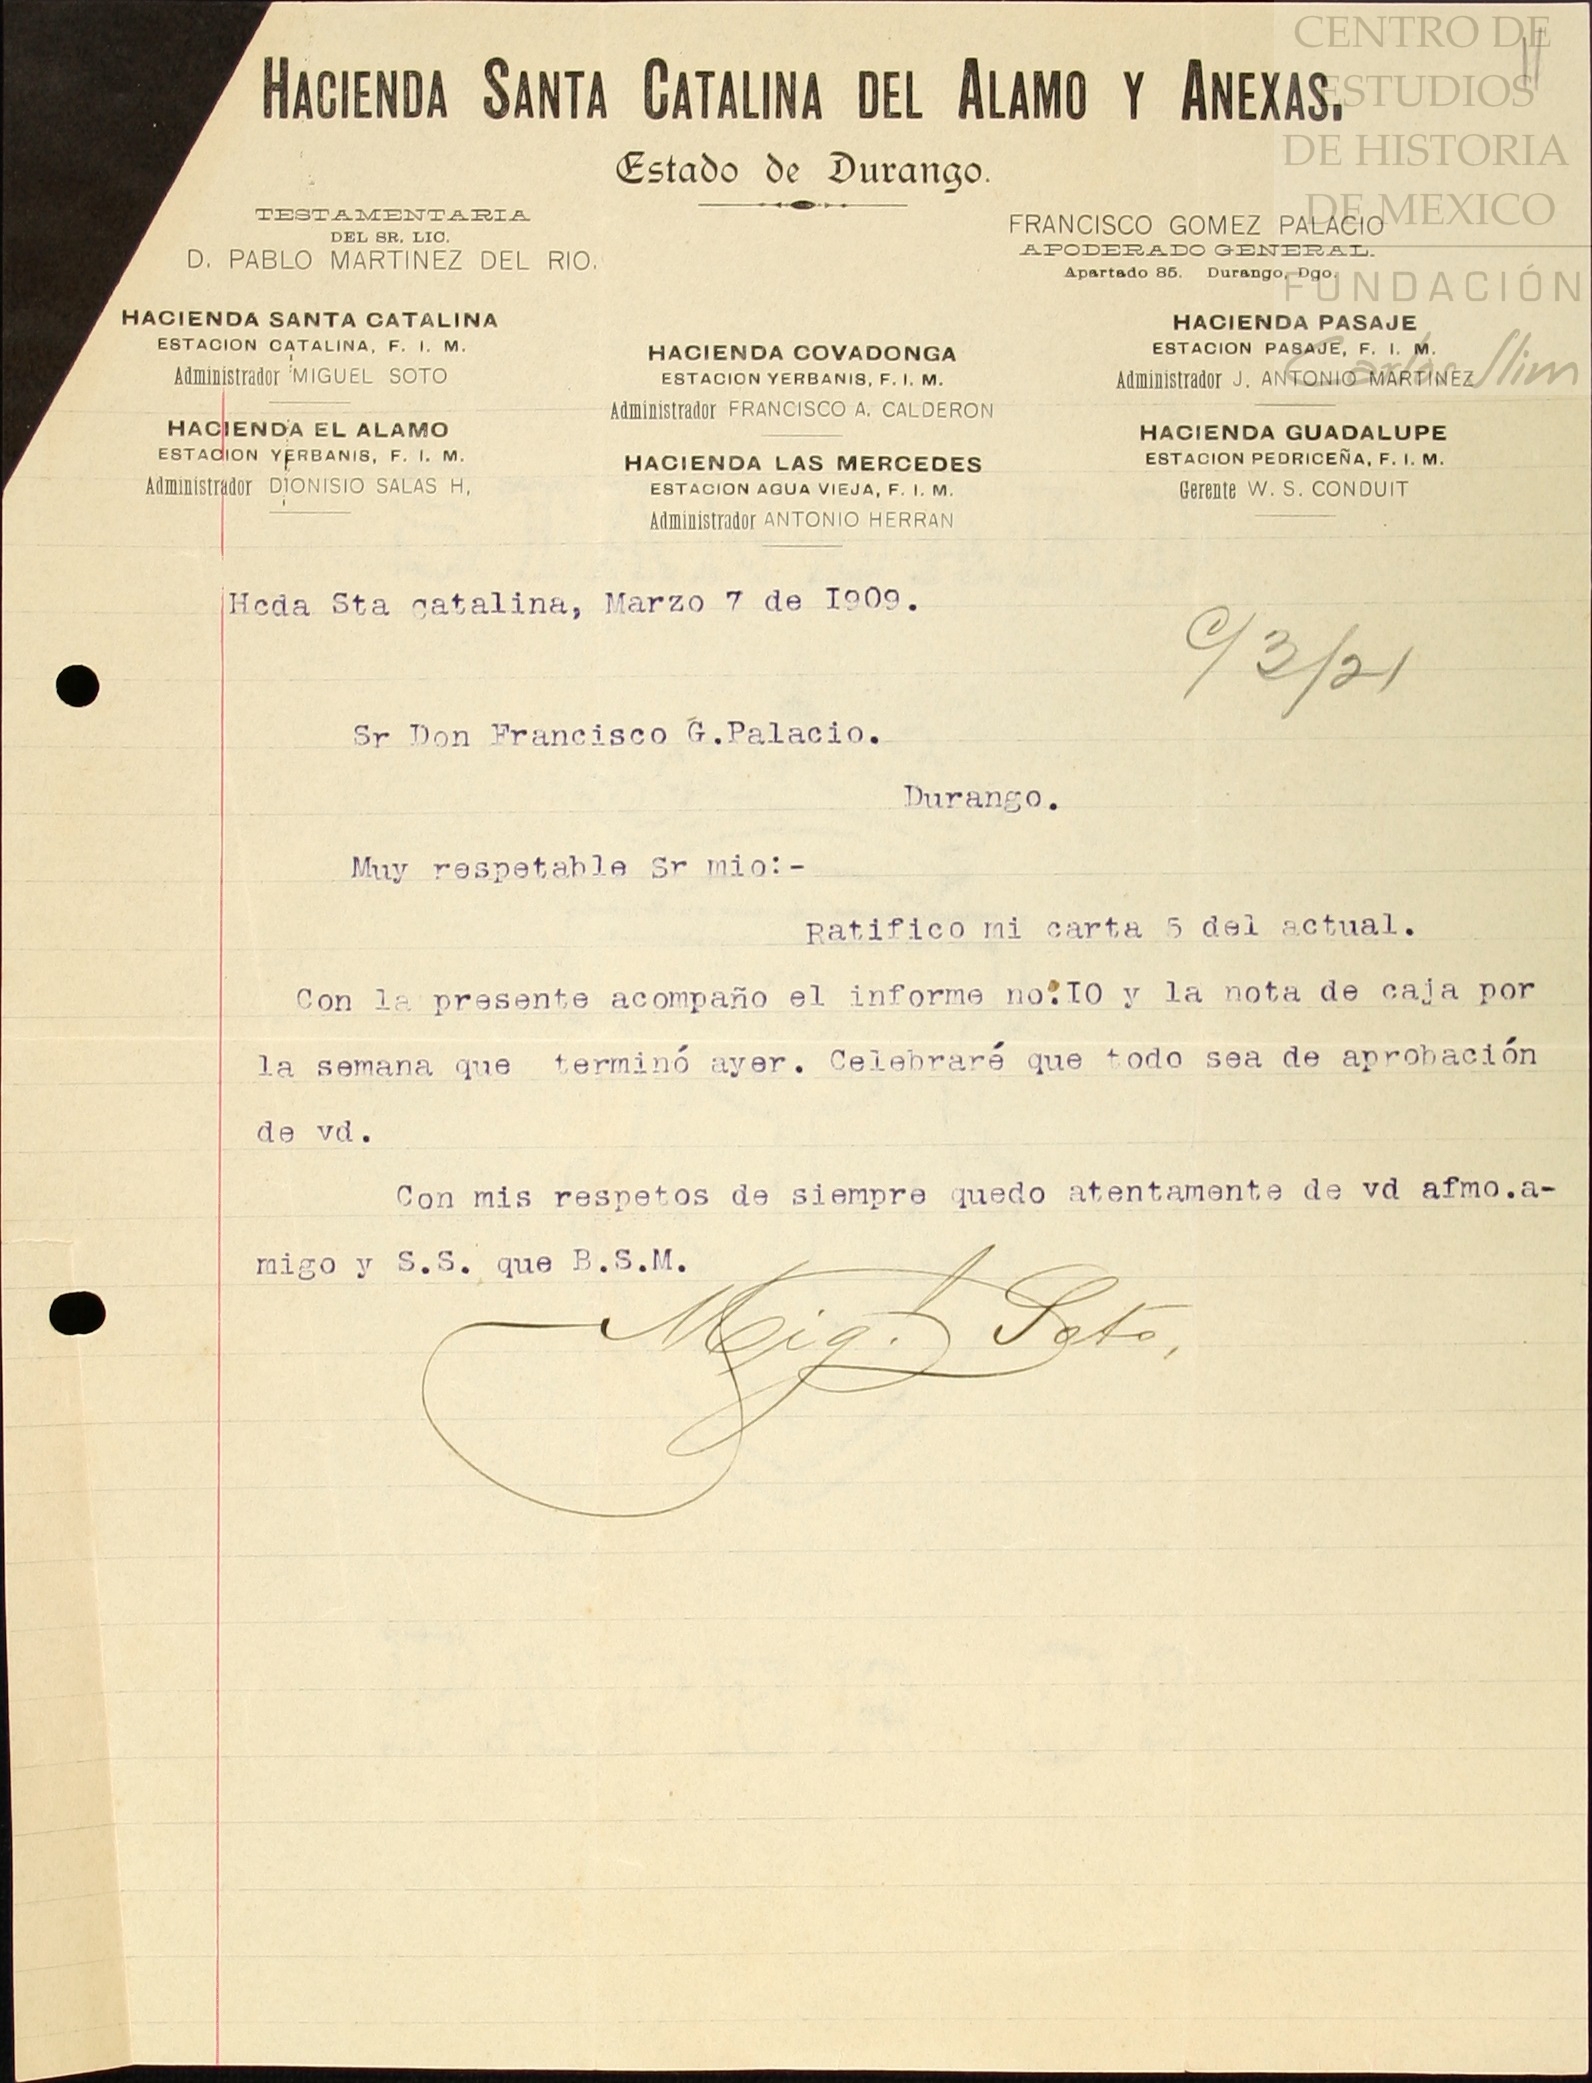 CENTRO DE
ESTUDIOS
DE HISTORIA
DE MEXICO
FUNDACIÓN
Carlos Slim
HACIENDA SANTA CATALINA DEL ALAMO Y ANEXAS.
Estado de Durango.
TESTAMENTARIA
DEL SR. LIC.
D. PABLO MARTINEZ DEL RIO.
FRANCISCO GOMEZ PALACIO
APODERADO GENERAL.
Apartado 85. Durango, Dgo.
HACIENDA SANTA CATALINA
ESTACION CATALINA, F. I. M.
Administrador MIGUEL SOTO
HACIENDA EL ALAMO
ESTACION YERBANIS, F. I. M.
Administrador DIONISIO SALAS H,
HACIENDA COVADONGA
ESTACION YERBANIS, F. I. M.
Administrador FRANCISCO A. CALDERON
HACIENDA LAS MERCEDES
ESTACION AGUA VIEJA, F. I. M.
Administrador ANTONIO HERRAN
HACIENDA PASAJE
ESTACION PASAJE, F. I. M.
Administrador J. ANTONIO MARTINEZ
HACIENDA GUADALUPE
ESTACION PEDRICEÑA, F. I. M.
Gerente W. S. CONDUIT
Hcda Sta catalina, Marzo 7 de I909.
C/3/21
Sr Don Francisco G.Palacio.
Durango.
Muy respetable Sr mio:-
Ratifico mi carta 5 del actual.
Con la presente acompaño el informe no:IO y la nota de caja por
la semana que terminó ayer. Celebraré que todo sea de aprobación
de vd.
Con mis respetos de siempre quedo atentamente de vd afmo.a-
migo y S.S. que B.S.M.
Mig. Soto,